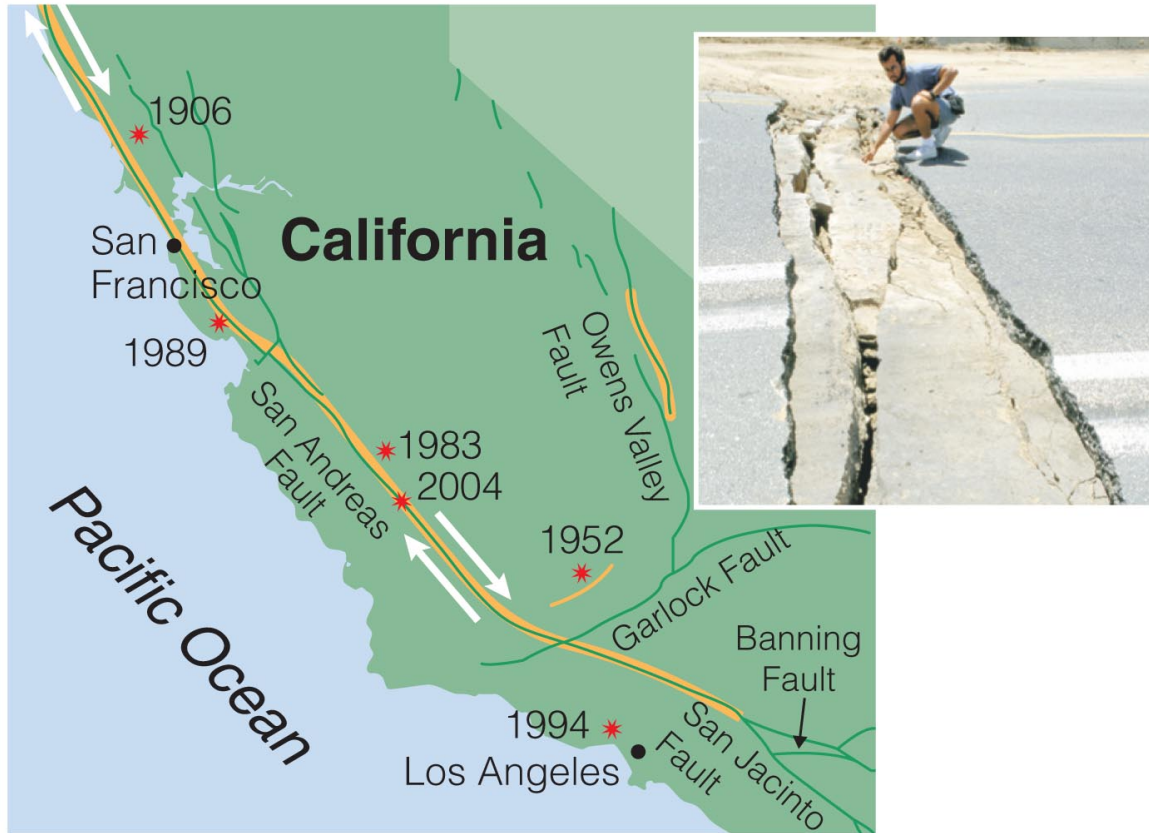 1906
San
Francisco
California
1989
San Andreas
Fault
1983
2004
Owens Valley
Fault
1952
Garlock Fault
Banning
Fault
Pacific Ocean
1994
Los Angeles
San Jacinto
Fault